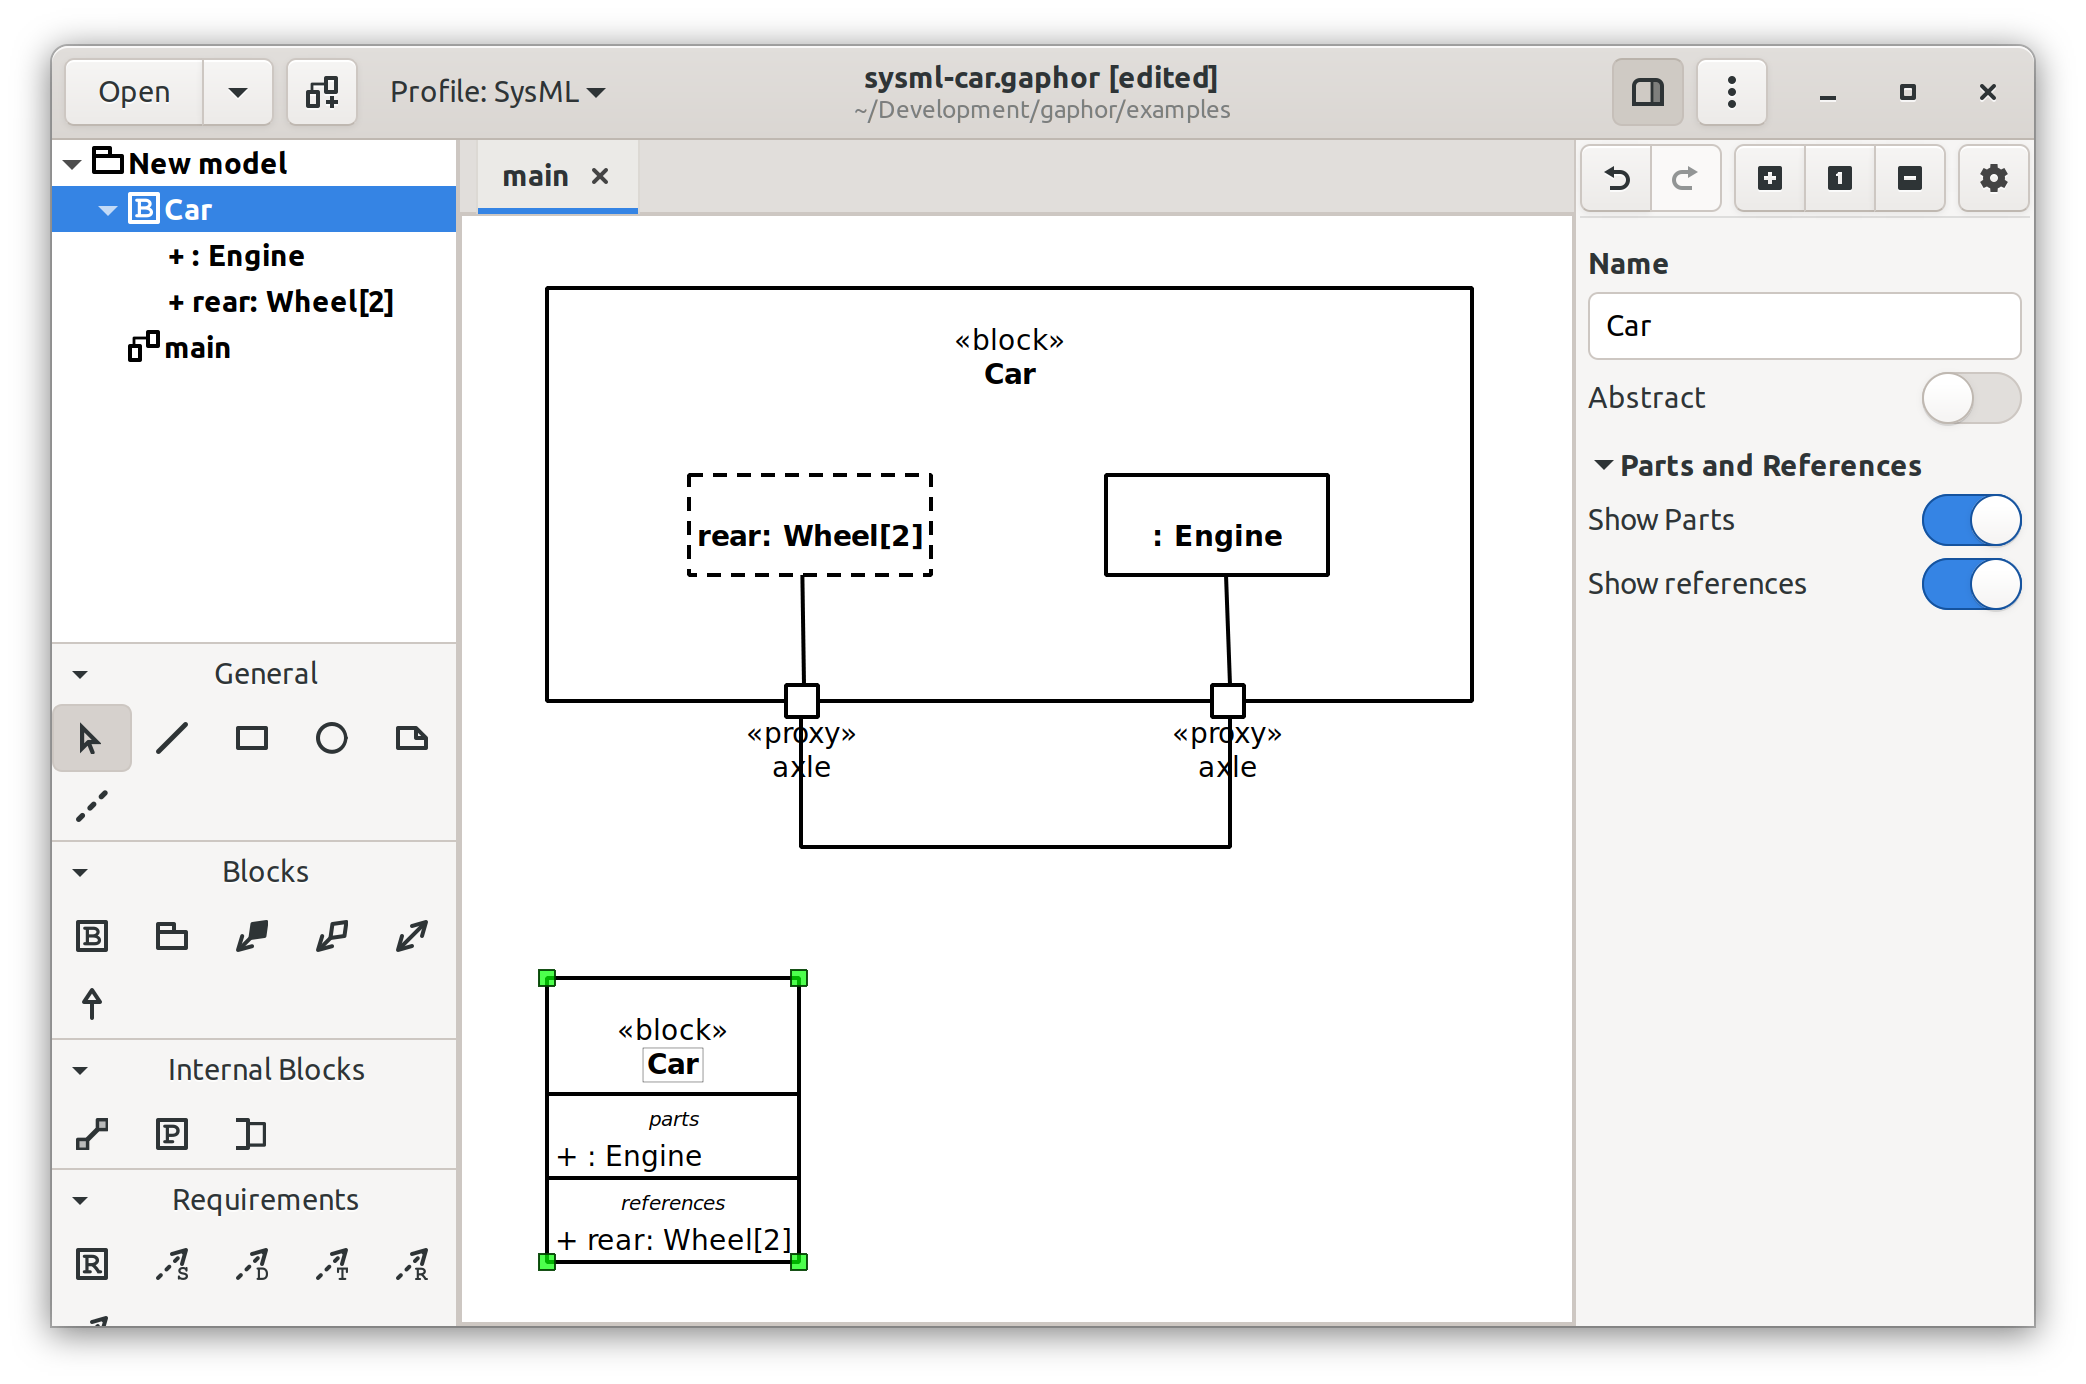 Open
Profile: SysML
sysml-car.gaphor [edited]
~/Development/gaphor/examples
New model
B Car
+ : Engine
+ rear: Wheel[2]
main
main
1
Name
Car
Abstract
Parts and References
Show Parts
Show references
«block»
Car
rear: Wheel[2]
: Engine
«proxy»
axle
«proxy»
axle
«block»
Car
parts
+ : Engine
references
+ rear: Wheel[2]
General
Blocks
B
Internal Blocks
P
Requirements
R S D T R